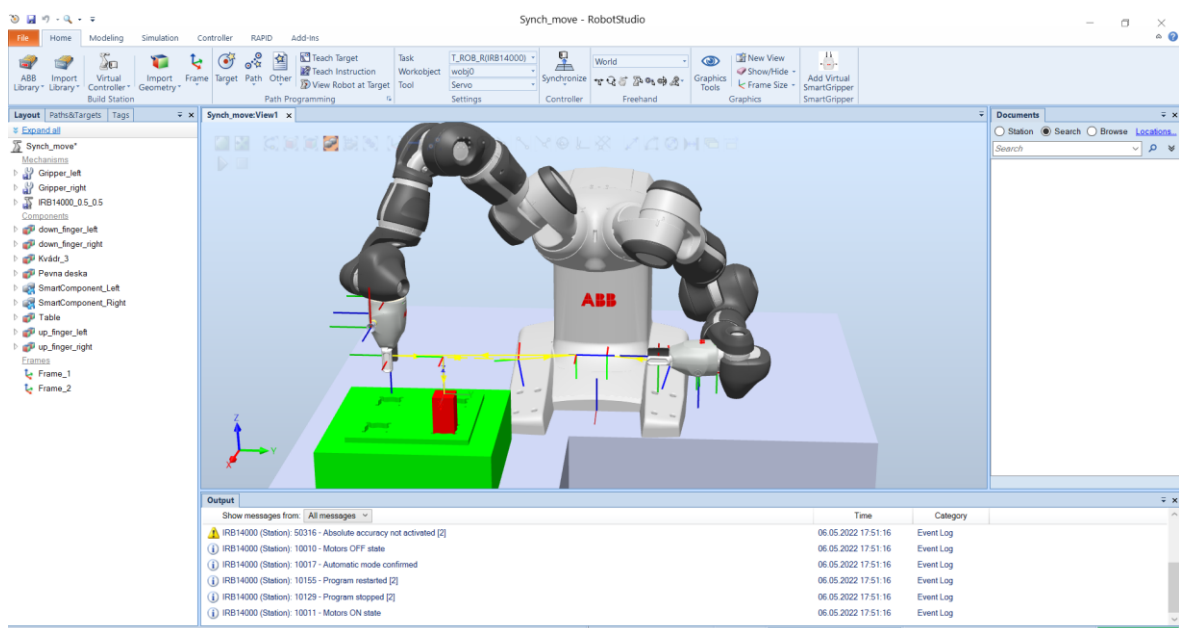 Synch_move - RobotStudio
File Home Modeling Simulation Controller RAPID Add-Ins
ABB Library
Import Library
Virtual Controller
Build Station
Import Geometry
Frame
Target
Path
Other
Teach Target
Teach Instruction
View Robot at Target
Path Programming
Task T_ROB_R(IRB14000)
Workobject wobj0
Tool Servo
Settings
Synchronize
Controller
World
Freehand
Graphics Tools
New View
Show/Hide
Frame Size
Graphics
Add Virtual SmartGripper
SmartGripper
Layout Paths&Targets Tags
Expand all
Synch_move*
Mechanisms
Gripper_left
Gripper_right
IRB14000_0.5_0.5
Components
down_finger_left
down_finger_right
Kvádr_3
Pevna deska
SmartComponent_Left
SmartComponent_Right
Table
up_finger_left
up_finger_right
Frames
Frame_1
Frame_2
Synch_move:View1
ABB
Z
Y
X
Documents
Station Search Browse Locations...
Search
Output
Show messages from: All messages Time Category
IRB14000 (Station): 50316 - Absolute accuracy not activated [2] 06.05.2022 17:51:16 Event Log
IRB14000 (Station): 10010 - Motors OFF state 06.05.2022 17:51:16 Event Log
IRB14000 (Station): 10017 - Automatic mode confirmed 06.05.2022 17:51:16 Event Log
IRB14000 (Station): 10155 - Program restarted [2] 06.05.2022 17:51:16 Event Log
IRB14000 (Station): 10129 - Program stopped [2] 06.05.2022 17:51:16 Event Log
IRB14000 (Station): 10011 - Motors ON state 06.05.2022 17:51:16 Event Log